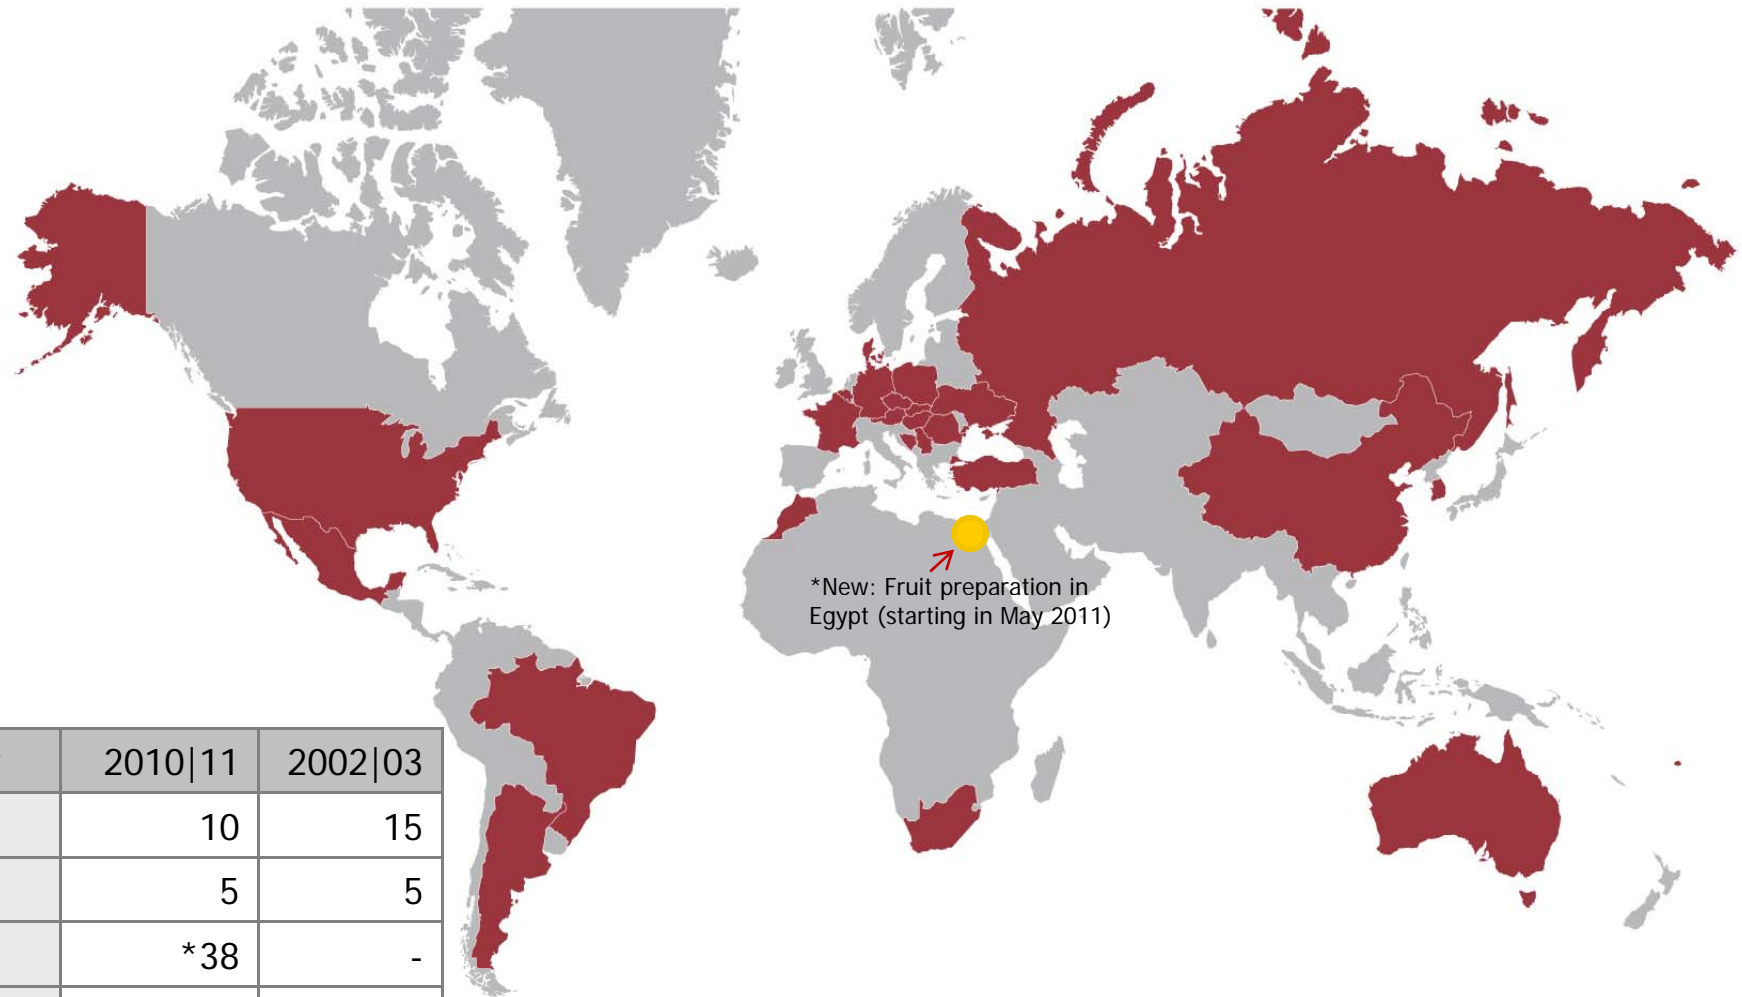 *New: Fruit preparation in
Egypt (starting in May 2011)
2010|11 2002|03
10 15
5 5
*38 -